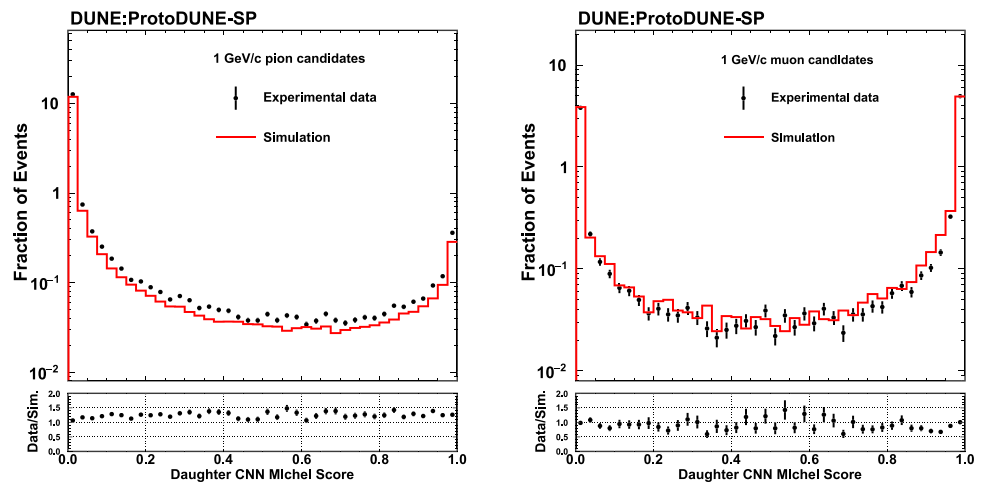 DUNE:ProtoDUNE-SP
1 GeV/c pion candidates
Experimental data
Simulation
Fraction of Events
10
1
10⁻¹
10⁻²
Data/Sim.
2.0
1.5
1.0
0.5
0.0
0.0 0.2 0.4 0.6 0.8 1.0
Daughter CNN MIchel Score
DUNE:ProtoDUNE-SP
1 GeV/c muon candidates
Experimental data
Simulation
Fraction of Events
10
1
10⁻¹
10⁻²
Data/Sim.
2.0
1.5
1.0
0.5
0.0
0.0 0.2 0.4 0.6 0.8 1.0
Daughter CNN MIchel Score